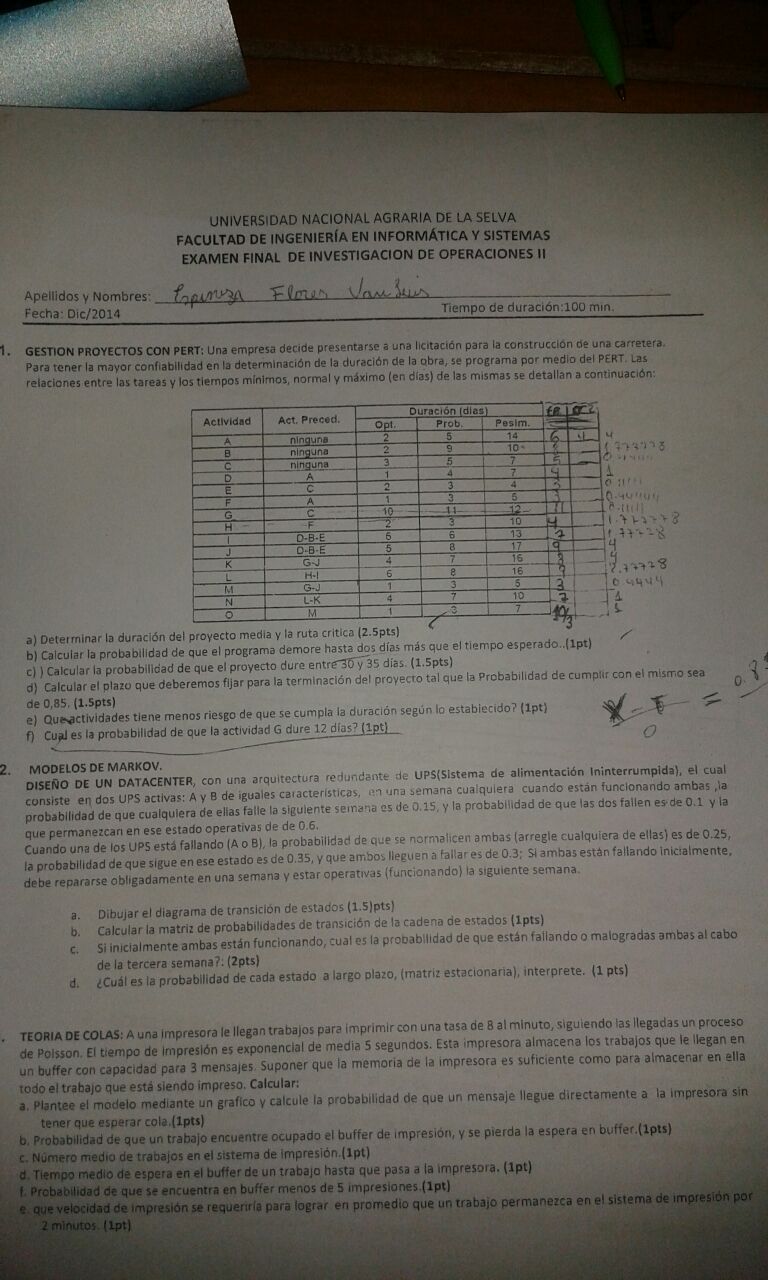 UNIVERSIDAD NACIONAL AGRARIA DE LA SELVA
FACULTAD DE INGENIERÍA EN INFORMÁTICA Y SISTEMAS
EXAMEN FINAL DE INVESTIGACION DE OPERACIONES II
Apellidos y Nombres: Espinoza Flores
Fecha: Dic/2014 Tiempo de duración:100 min.
1. GESTION PROYECTOS CON PERT: Una empresa decide presentarse a una licitación para la construcción de una carretera.
Para tener la mayor confiabilidad en la determinación de la duración de la obra, se programa por medio del PERT. Las
relaciones entre las tareas y los tiempos mínimos, normal y máximo (en días) de las mismas se detallan a continuación:
Actividad Act. Preced. Duración (días)
Opt. Prob. Pesim.
A ninguna 2 5 14 6 4 4
B ninguna 2 9 10 1.777778
C ninguna 3 5 7 5
D A 1 4 7 4 1
E C 2 3 4 3
F A 1 3 5 3 0.44444
G C 10 11 12 11
H F 2 3 10 4 1.777778
I D-B-E 5 6 13 7
J D-B-E 5 8 17 9 4
K G-J 4 7 16 4
L H-I 6 8 16 9 2.77778
M G-J 1 3 5 3 0.4444
N L-K 4 7 10 7 1
O M 1 3 7 10/3 1
a) Determinar la duración del proyecto media y la ruta critica (2.5pts)
b) Calcular la probabilidad de que el programa demore hasta dos días más que el tiempo esperado..(1pt)
c) ) Calcular la probabilidad de que el proyecto dure entre 30 y 35 días. (1.5pts)
d) Calcular el plazo que deberemos fijar para la terminación del proyecto tal que la Probabilidad de cumplir con el mismo sea
de 0,85. (1.5pts)
e) Que actividades tiene menos riesgo de que se cumpla la duración según lo establecido? (1pt)
f) Cual es la probabilidad de que la actividad G dure 12 días? (1pt)
2. MODELOS DE MARKOV.
DISEÑO DE UN DATACENTER, con una arquitectura redundante de UPS(Sistema de alimentación Ininterrumpida), el cual
consiste en dos UPS activas: A y B de iguales características, en una semana cualquiera cuando están funcionando ambas ,la
probabilidad de que cualquiera de ellas falle la siguiente semana es de 0.15, y la probabilidad de que las dos fallen es de 0.1 y la
que permanezcan en ese estado operativas de de 0.6.
Cuando una de los UPS está fallando (A o B), la probabilidad de que se normalicen ambas (arregle cualquiera de ellas) es de 0.25,
la probabilidad de que sigue en ese estado es de 0.35, y que ambos lleguen a fallar es de 0.3; Si ambas están fallando inicialmente,
debe repararse obligadamente en una semana y estar operativas (funcionando) la siguiente semana.
a. Dibujar el diagrama de transición de estados (1.5)pts)
b. Calcular la matriz de probabilidades de transición de la cadena de estados (1pts)
c. Si inicialmente ambas están funcionando, cual es la probabilidad de que están fallando o malogradas ambas al cabo
de la tercera semana?: (2pts)
d. ¿Cuál es la probabilidad de cada estado a largo plazo, (matriz estacionaria), interprete. (1 pts)
. TEORIA DE COLAS: A una impresora le llegan trabajos para imprimir con una tasa de 8 al minuto, siguiendo las llegadas un proceso
de Poisson. El tiempo de impresión es exponencial de media 5 segundos. Esta impresora almacena los trabajos que le llegan en
un buffer con capacidad para 3 mensajes. Suponer que la memoria de la impresora es suficiente como para almacenar en ella
todo el trabajo que está siendo impreso. Calcular:
a. Plantee el modelo mediante un grafico y calcule la probabilidad de que un mensaje llegue directamente a la impresora sin
tener que esperar cola.(1pts)
b. Probabilidad de que un trabajo encuentre ocupado el buffer de impresión, y se pierda la espera en buffer.(1pts)
c. Número medio de trabajos en el sistema de impresión.(1pt)
d. Tiempo medio de espera en el buffer de un trabajo hasta que pasa a la impresora. (1pt)
f. Probabilidad de que se encuentra en buffer menos de 5 impresiones.(1pt)
e. que velocidad de impresión se requeriría para lograr en promedio que un trabajo permanezca en el sistema de impresión por
2 minutos. (1pt)